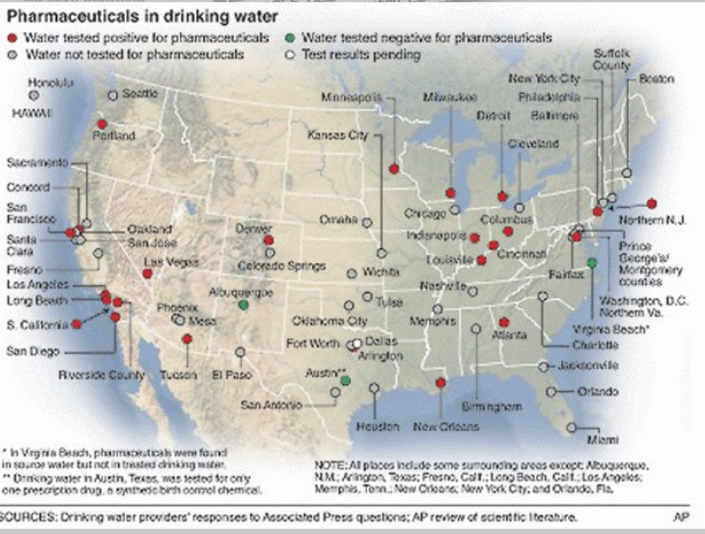 Pharmaceuticals in drinking water
Water tested positive for pharmaceuticals
Water tested negative for pharmaceuticals
Water not tested for pharmaceuticals
Test results pending
Honolulu
HAWAII
Seattle
Portland
Minneapolis
Milwaukee
Kansas City
Detroit
Cleveland
Suffolk
County
New York City
Boston
Philadelphia
Baltimore
Sacramento
Concord
San
Francisco
Oakland
San Jose
Santa
Clara
Fresno
Los Angeles
Long Beach
S. California
San Diego
Riverside County
Las Vegas
Denver
Colorado Springs
Albuquerque
Phoenix
Mesa
Tucson
El Paso
Omaha
Wichita
Oklahoma City
Tulsa
Fort Worth
Dallas
Arlington
Austin**
San Antonio
Houston
New Orleans
Chicago
Columbus
Indianapolis
Cincinnati
Louisville
Nashville
Memphis
Atlanta
Birmingham
Northern N.J.
Fairfax
Prince
George's/
Montgomery
counties
Washington, D.C.
Northern Va.
Virginia Beach*
Charlotte
Jacksonville
Orlando
Miami
* In Virginia Beach, pharmaceuticals were found
in source water but not in treated drinking water.
** Drinking water in Austin, Texas, was tested for only
one prescription drug, a synthetic birth control chemical.
NOTE: All places include some surrounding areas except: Albuquerque,
N.M.; Arlington, Texas; Fresno, Calif.; Long Beach, Calif.; Los Angeles;
Memphis, Tenn.; New Orleans; New York City; and Orlando, Fla.
SOURCES: Drinking water providers' responses to Associated Press questions; AP review of scientific literature.
AP